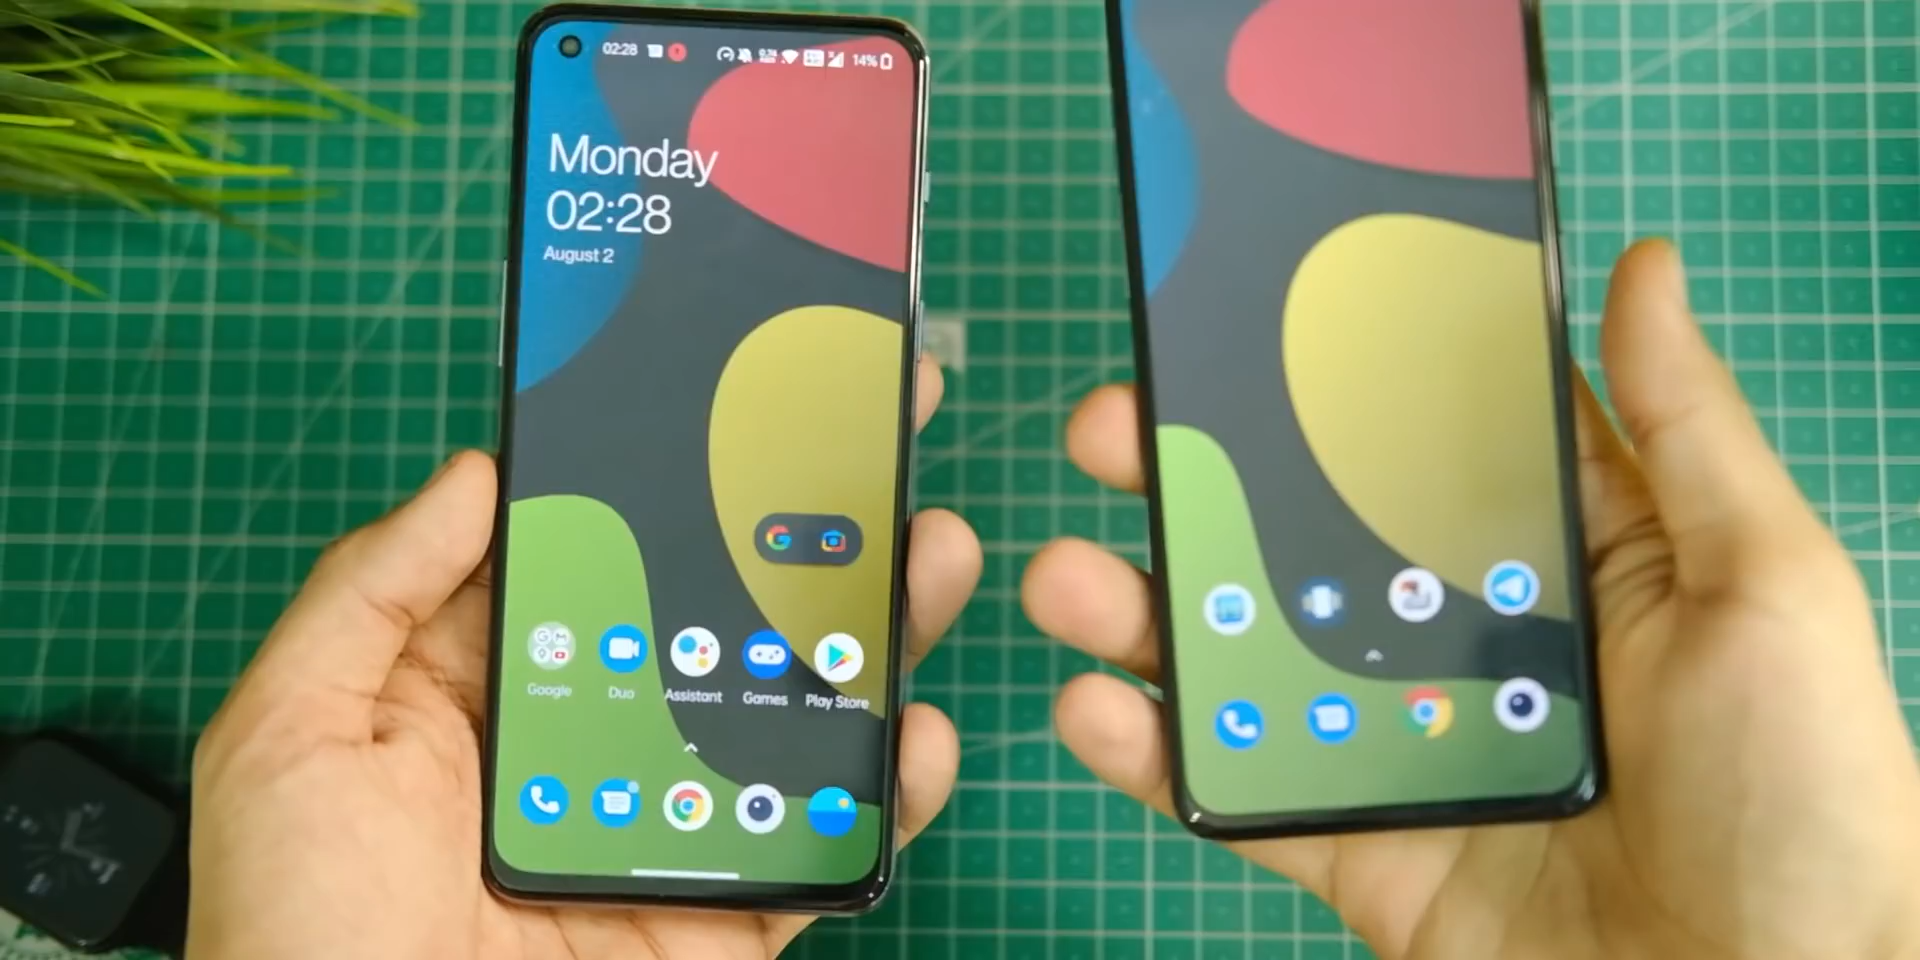 02:28
14%
Monday
02:28
August 2
Google
Duo
Assistant
Games
Play Store